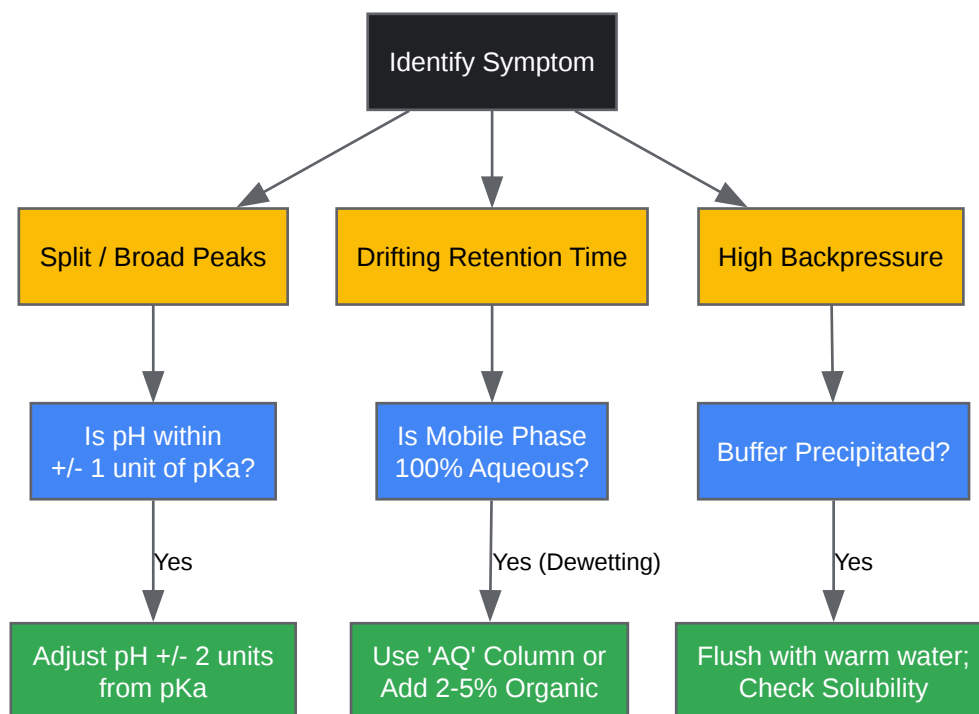 Identify Symptom
Split / Broad Peaks
Drifting Retention Time
High Backpressure
Is pH within
+/- 1 unit of pKa?
Is Mobile Phase
100% Aqueous?
Buffer Precipitated?
Yes
Yes (Dewetting)
Yes
Adjust pH +/- 2 units
from pKa
Use 'AQ' Column or
Add 2-5% Organic
Flush with warm water;
Check Solubility